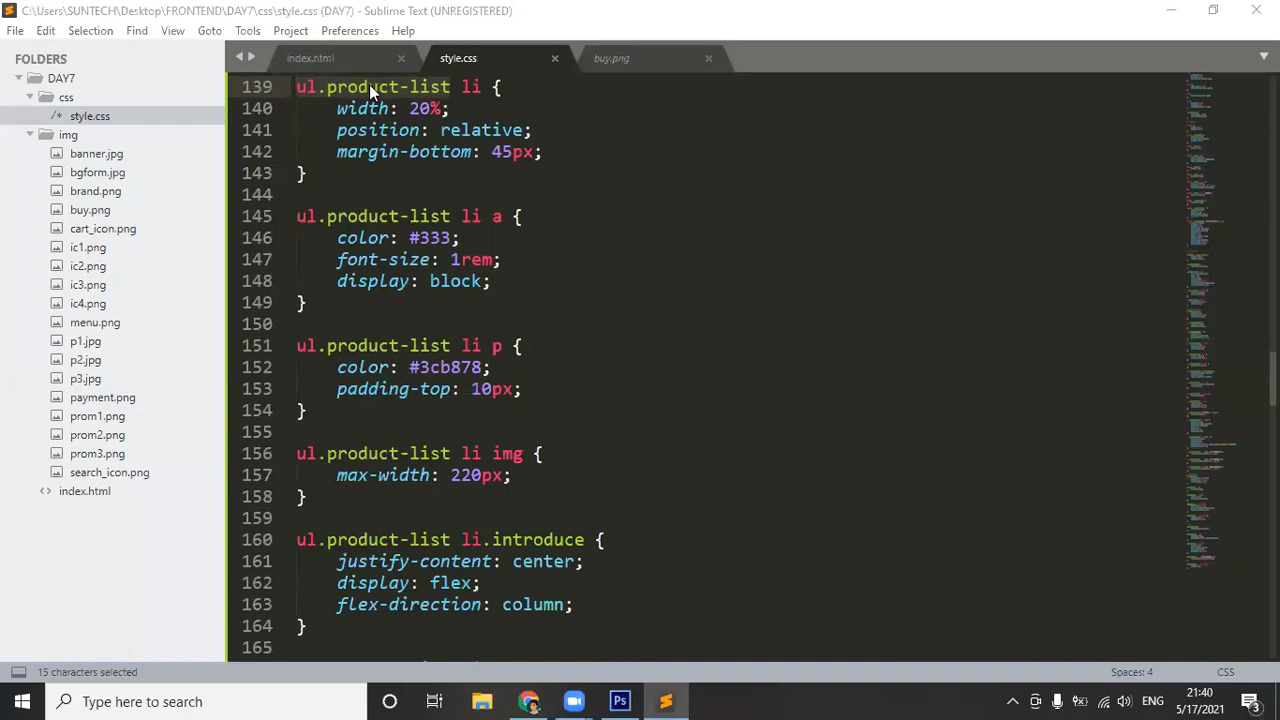 C:\Users\SUNTECH\Desktop\FRONTEND\DAY7\css\style.css (DAY7) - Sublime Text (UNREGISTERED)
File Edit Selection Find View Goto Tools Project Preferences Help
FOLDERS
DAY7
css
/* style.css
img
banner.jpg
bgform.jpg
brand.png
buy.png
cart_icon.png
ic1.png
ic2.png
ic3.png
ic4.png
menu.png
p1.jpg
p2.jpg
p3.jpg
payment.png
prom1.png
prom2.png
prom3.png
search_icon.png
<> index.html
index.html style.css buy.png
139 ul.product-list li {
140     width: 20%;
141     position: relative;
142     margin-bottom: 45px;
143 }
144
145 ul.product-list li a {
146     color: #333;
147     font-size: 1rem;
148     display: block;
149 }
150
151 ul.product-list li p {
152     color: #3cb878;
153     padding-top: 10px;
154 }
155
156 ul.product-list li img {
157     max-width: 220px;
158 }
159
160 ul.product-list li.introduce {
161     justify-content: center;
162     display: flex;
163     flex-direction: column;
164 }
165
15 characters selected Spaces: 4 CSS
Type here to search Ps ENG 21:40
5/17/2021 3